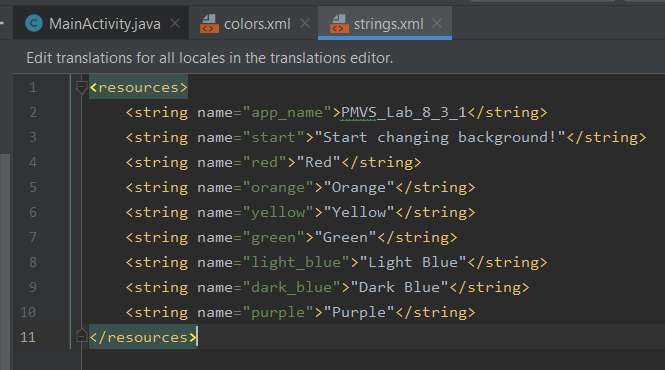 MainActivity.java colors.xml strings.xml
Edit translations for all locales in the translations editor.
1 <resources>
2 <string name="app_name">PMVS_Lab_8_3_1</string>
3 <string name="start">"Start changing background!"</string>
4 <string name="red">"Red"</string>
5 <string name="orange">"Orange"</string>
6 <string name="yellow">"Yellow"</string>
7 <string name="green">"Green"</string>
8 <string name="light_blue">"Light Blue"</string>
9 <string name="dark_blue">"Dark Blue"</string>
10 <string name="purple">"Purple"</string>
11 </resources>